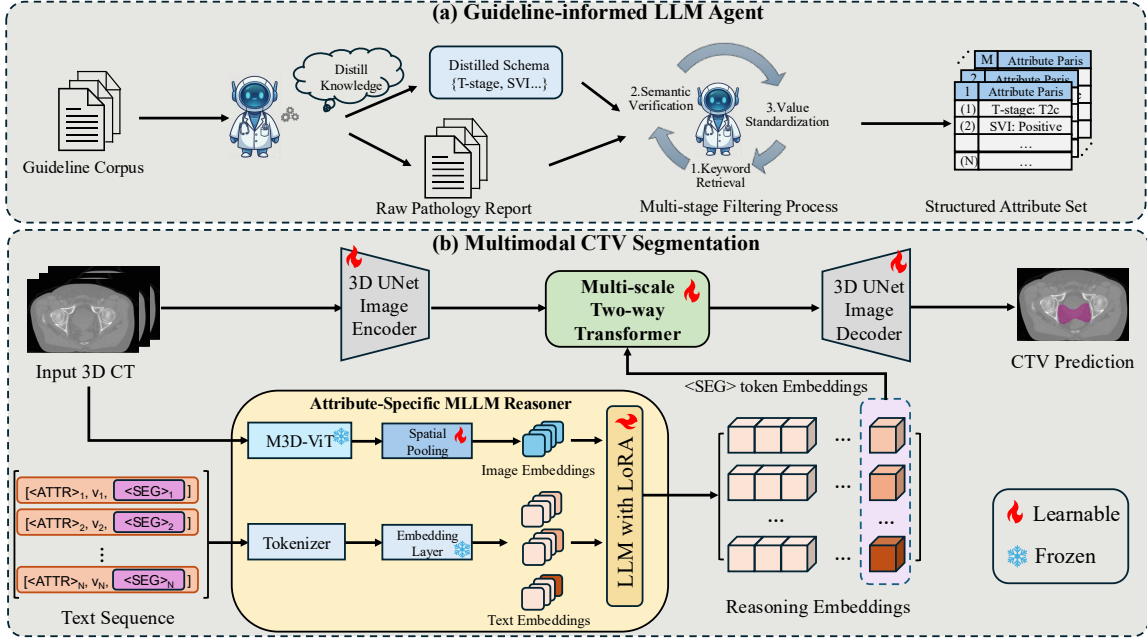 (a) Guideline-informed LLM Agent
Guideline Corpus
Distill
Knowledge
Distilled Schema
{T-stage, SVI...}
Raw Pathology Report
2.Semantic
Verification
3.Value
Standardization
1.Keyword
Retrieval
Multi-stage Filtering Process
M Attribute Paris
2 Attribute Paris
1 Attribute Paris
(1) T-stage: T2c
(2) SVI: Positive
...
(N) ...
Structured Attribute Set
(b) Multimodal CTV Segmentation
Input 3D CT
3D UNet
Image
Encoder
Multi-scale
Two-way
Transformer
3D UNet
Image
Decoder
CTV Prediction
<SEG> token Embeddings
Attribute-Specific MLLM Reasoner
M3D-ViT
Spatial
Pooling
Image Embeddings
[<ATTR>1, v1, <SEG>1 ]
[<ATTR>2, v2, <SEG>2 ]
⋮
[<ATTR>N, vN, <SEG>N ]
Text Sequence
Tokenizer
Embedding
Layer
Text Embeddings
LLM with LoRA
...
...
... ...
...
Reasoning Embeddings
Learnable
Frozen